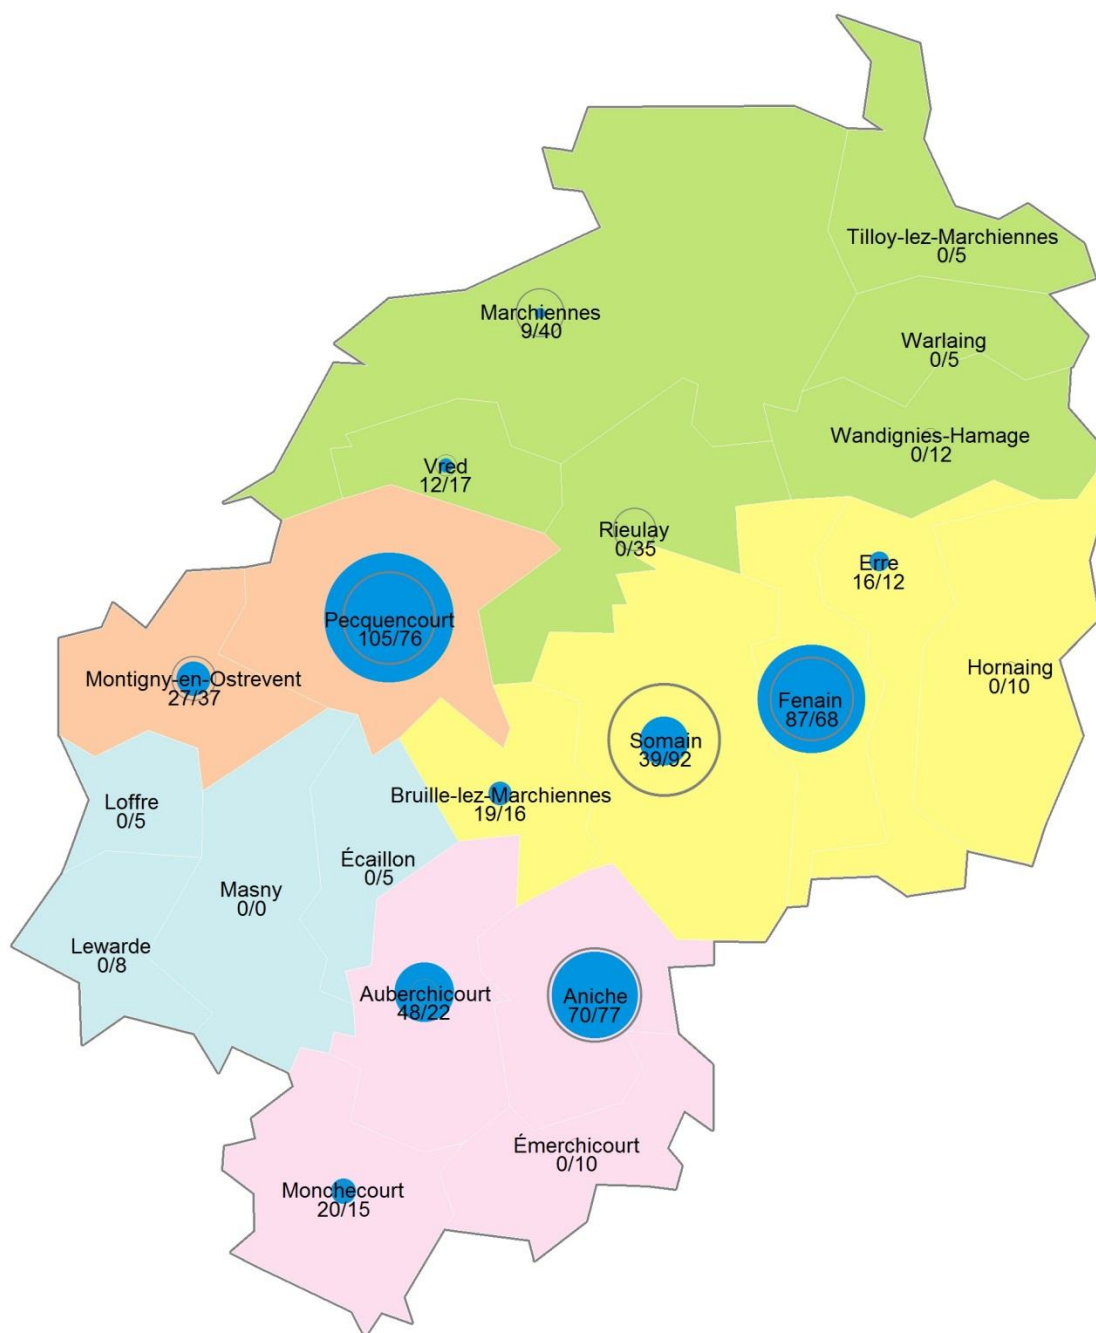 Tilloy-lez-Marchiennes
0/5
Marchiennes
9/40
Warlaing
0/5
Wandignies-Hamage
0/12
Vred
12/17
Rieulay
0/35
Erre
16/12
Pecquencourt
105/76
Hornaing
0/10
Montigny-en-Ostrevent
27/37
Fenain
87/68
Somain
39/92
Bruille-lez-Marchiennes
19/16
Loffre
0/5
Écaillon
0/5
Masny
0/0
Lewarde
0/8
Auberchicourt
48/22
Aniche
70/77
Émerchicourt
0/10
Monchecourt
20/15